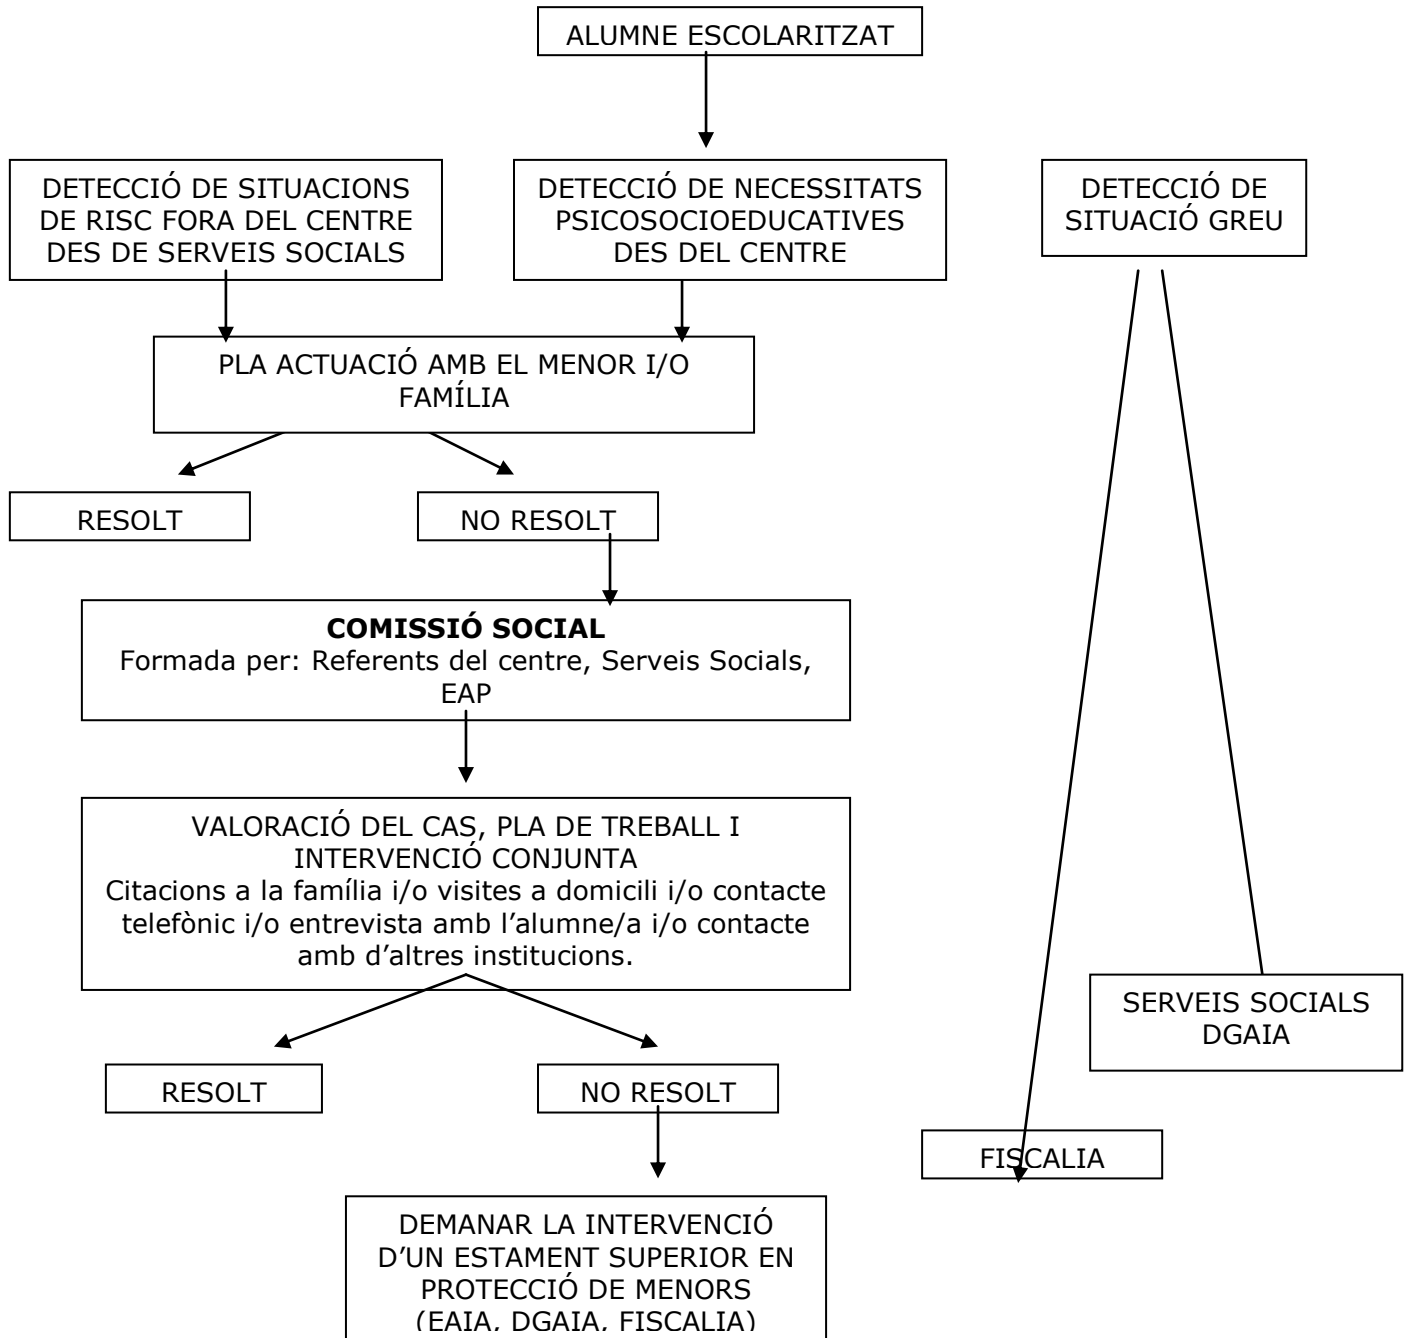 ALUMNE ESCOLARITZAT
DETECCIÓ DE SITUACIONS
DE RISC FORA DEL CENTRE
DES DE SERVEIS SOCIALS
DETECCIÓ DE NECESSITATS
PSICOSOCIOEDUCATIVES
DES DEL CENTRE
DETECCIÓ DE
SITUACIÓ GREU
PLA ACTUACIÓ AMB EL MENOR I/O
FAMÍLIA
RESOLT
NO RESOLT
COMISSIÓ SOCIAL
Formada per: Referents del centre, Serveis Socials,
EAP
VALORACIÓ DEL CAS, PLA DE TREBALL I
INTERVENCIÓ CONJUNTA
Citacions a la família i/o visites a domicili i/o contacte
telefònic i/o entrevista amb l’alumne/a i/o contacte
amb d’altres institucions.
SERVEIS SOCIALS
DGAIA
RESOLT
NO RESOLT
FISCALIA
DEMANAR LA INTERVENCIÓ
D’UN ESTAMENT SUPERIOR EN
PROTECCIÓ DE MENORS
(EAIA, DGAIA, FISCALIA)